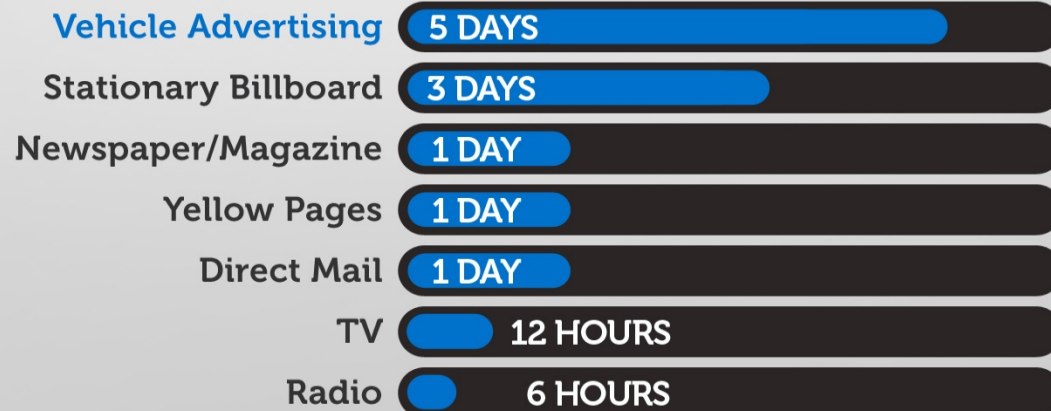 Vehicle Advertising 5 DAYS
Stationary Billboard 3 DAYS
Newspaper/Magazine 1 DAY
Yellow Pages 1 DAY
Direct Mail 1 DAY
TV 12 HOURS
Radio 6 HOURS